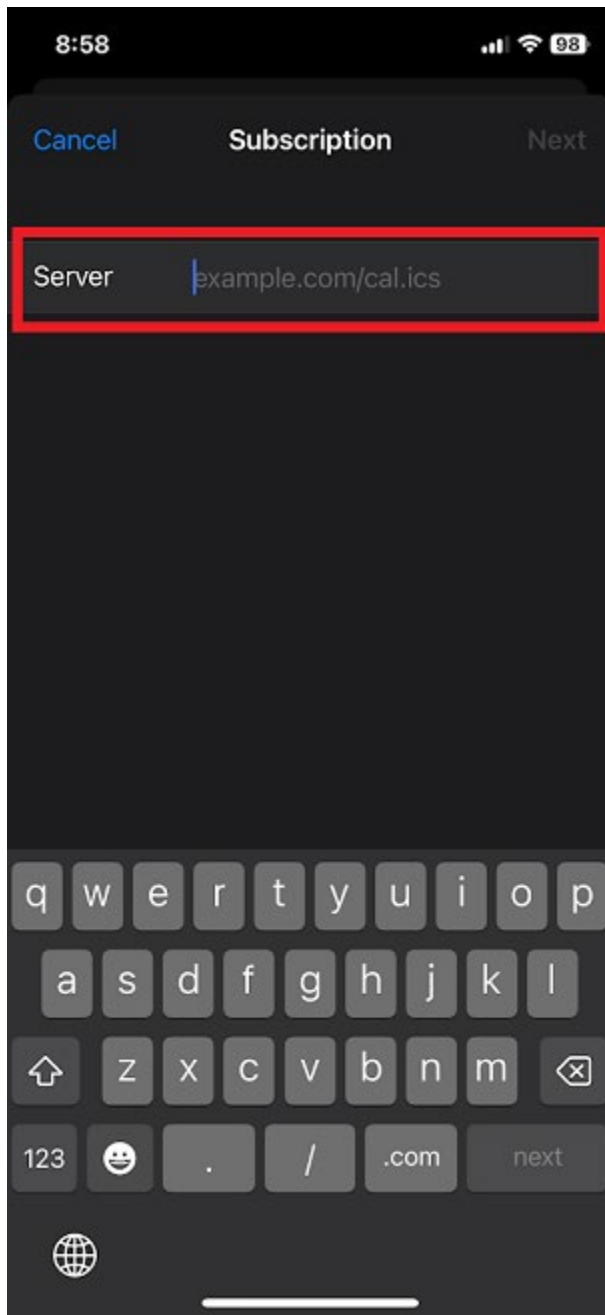 8:58 98
Cancel Subscription Next
Server example.com/cal.ics
q w e r t y u i o p
a s d f g h j k l
z x c v b n m
123 . / .com next